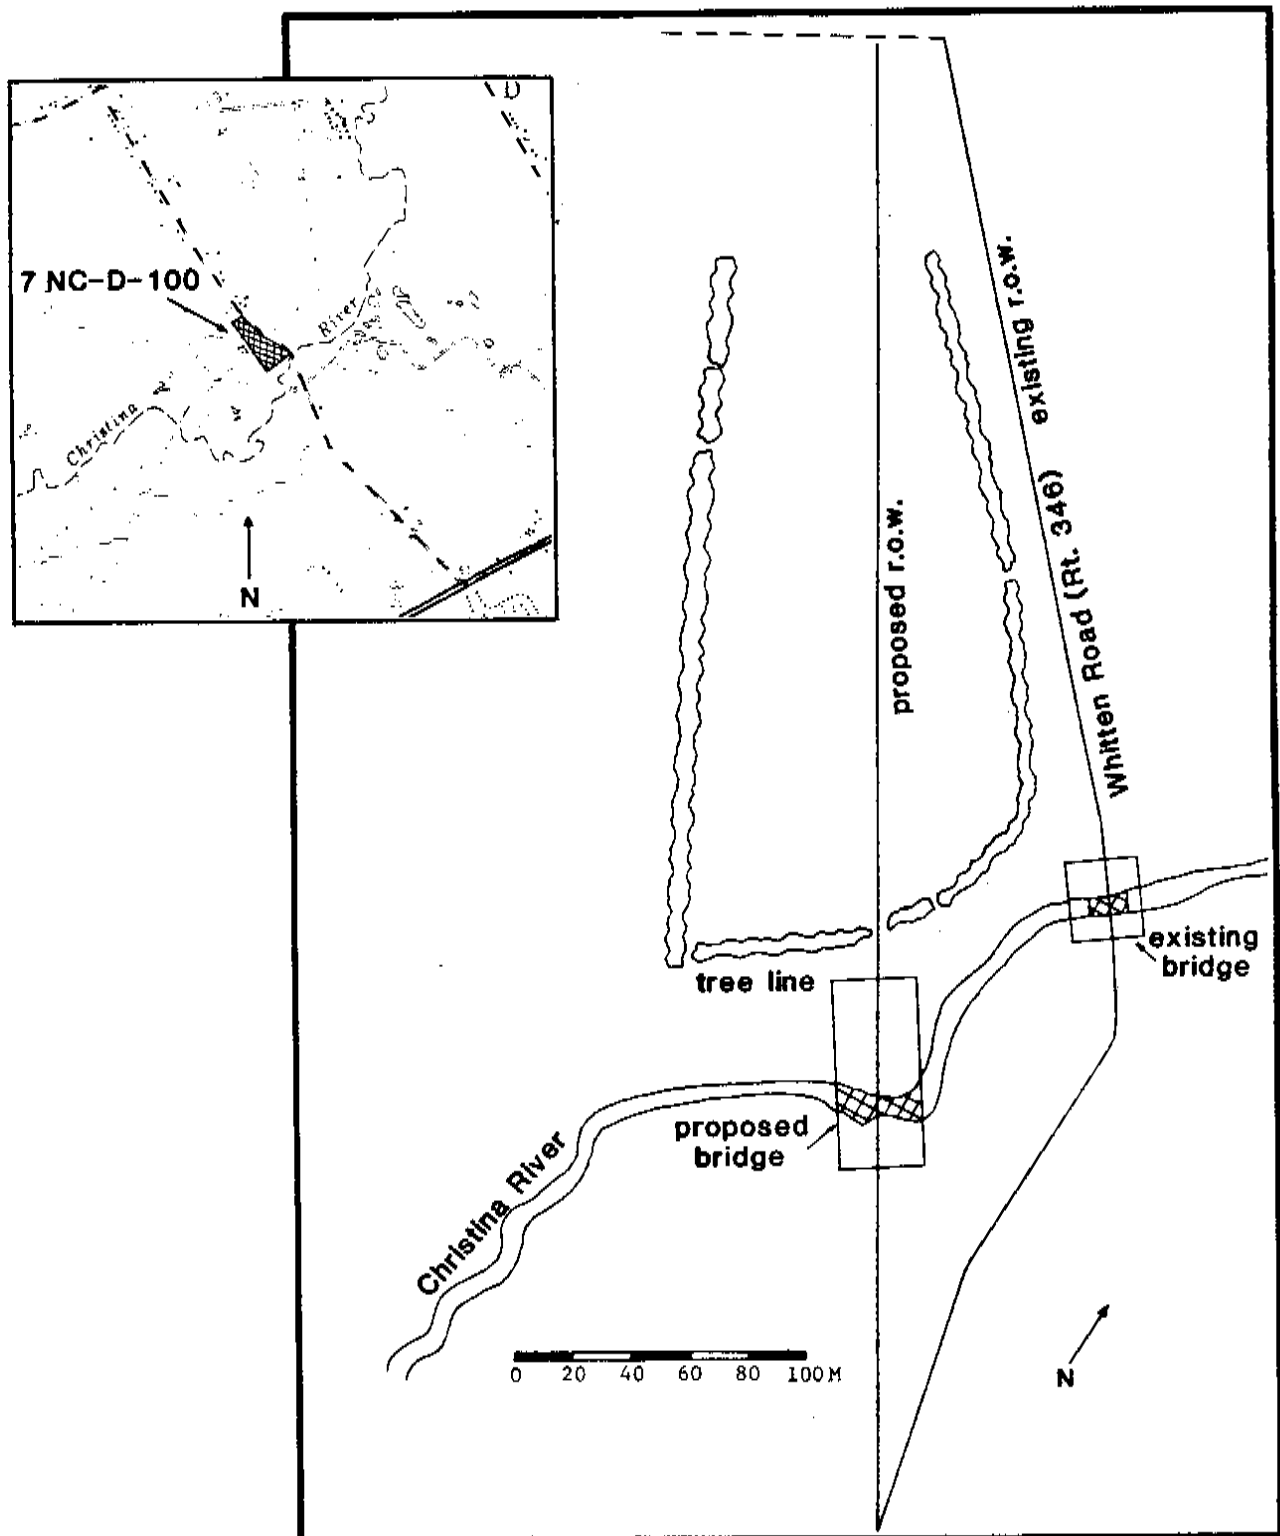 D
7 NC-D-100
River
Christina
N
existing r.o.w.
proposed r.o.w.
Whitten Road (Rt. 346)
existing
bridge
tree line
proposed
bridge
Christina River
0 20 40 60 80 100 M
N